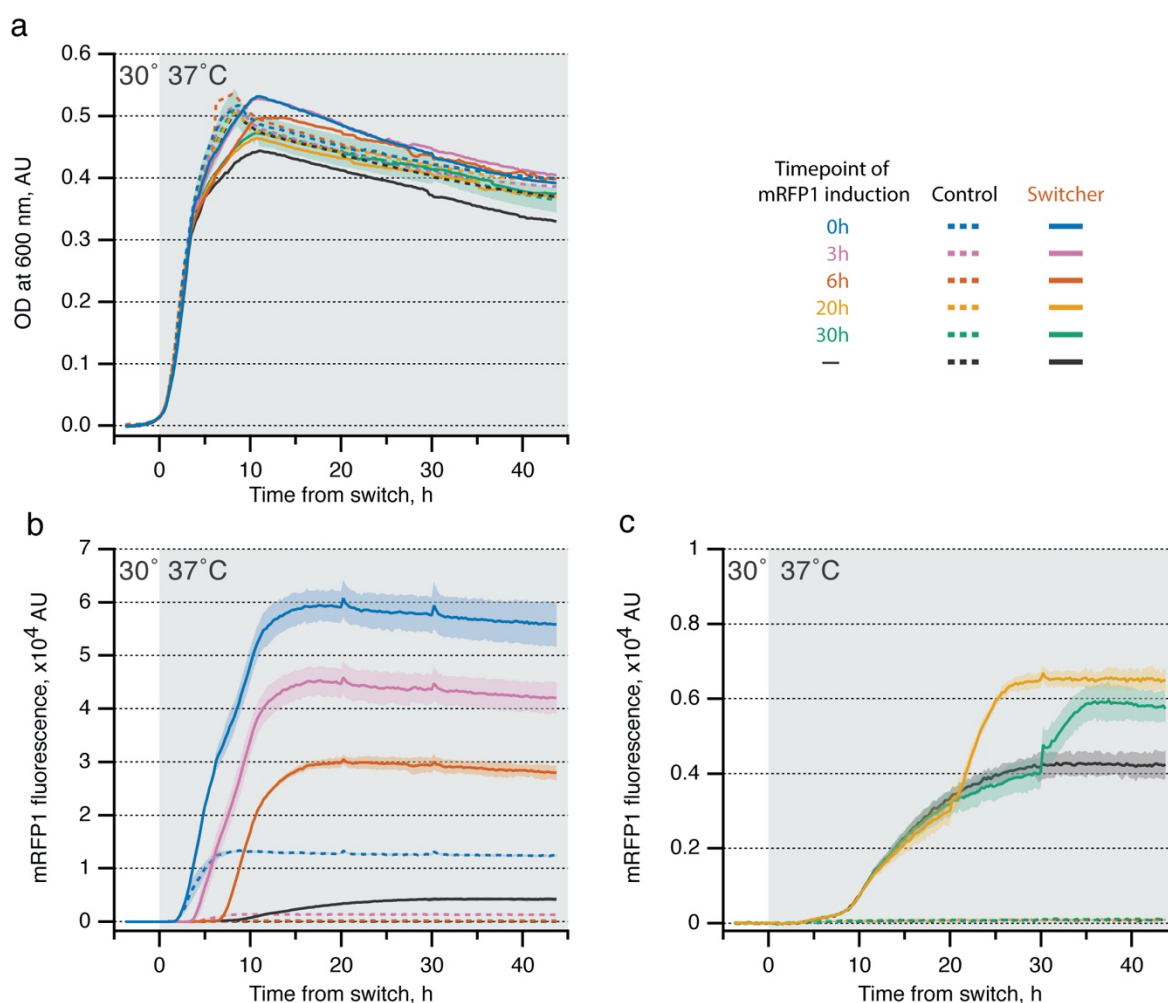 a
0.6
30˚ 37˚C
0.5
0.4
0.3
0.2
0.1
0.0
OD at 600 nm, AU
0 10 20 30 40
Time from switch, h
Timepoint of
mRFP1 induction Control Switcher
0h
3h
6h
20h
30h
—
b
7
30˚ 37˚C
6
5
4
3
2
1
0
mRFP1 fluorescence, x10⁴ AU
0 10 20 30 40
Time from switch, h
c
1
30˚ 37˚C
0.8
0.6
0.4
0.2
0
mRFP1 fluorescence, x10⁴ AU
0 10 20 30 40
Time from switch, h